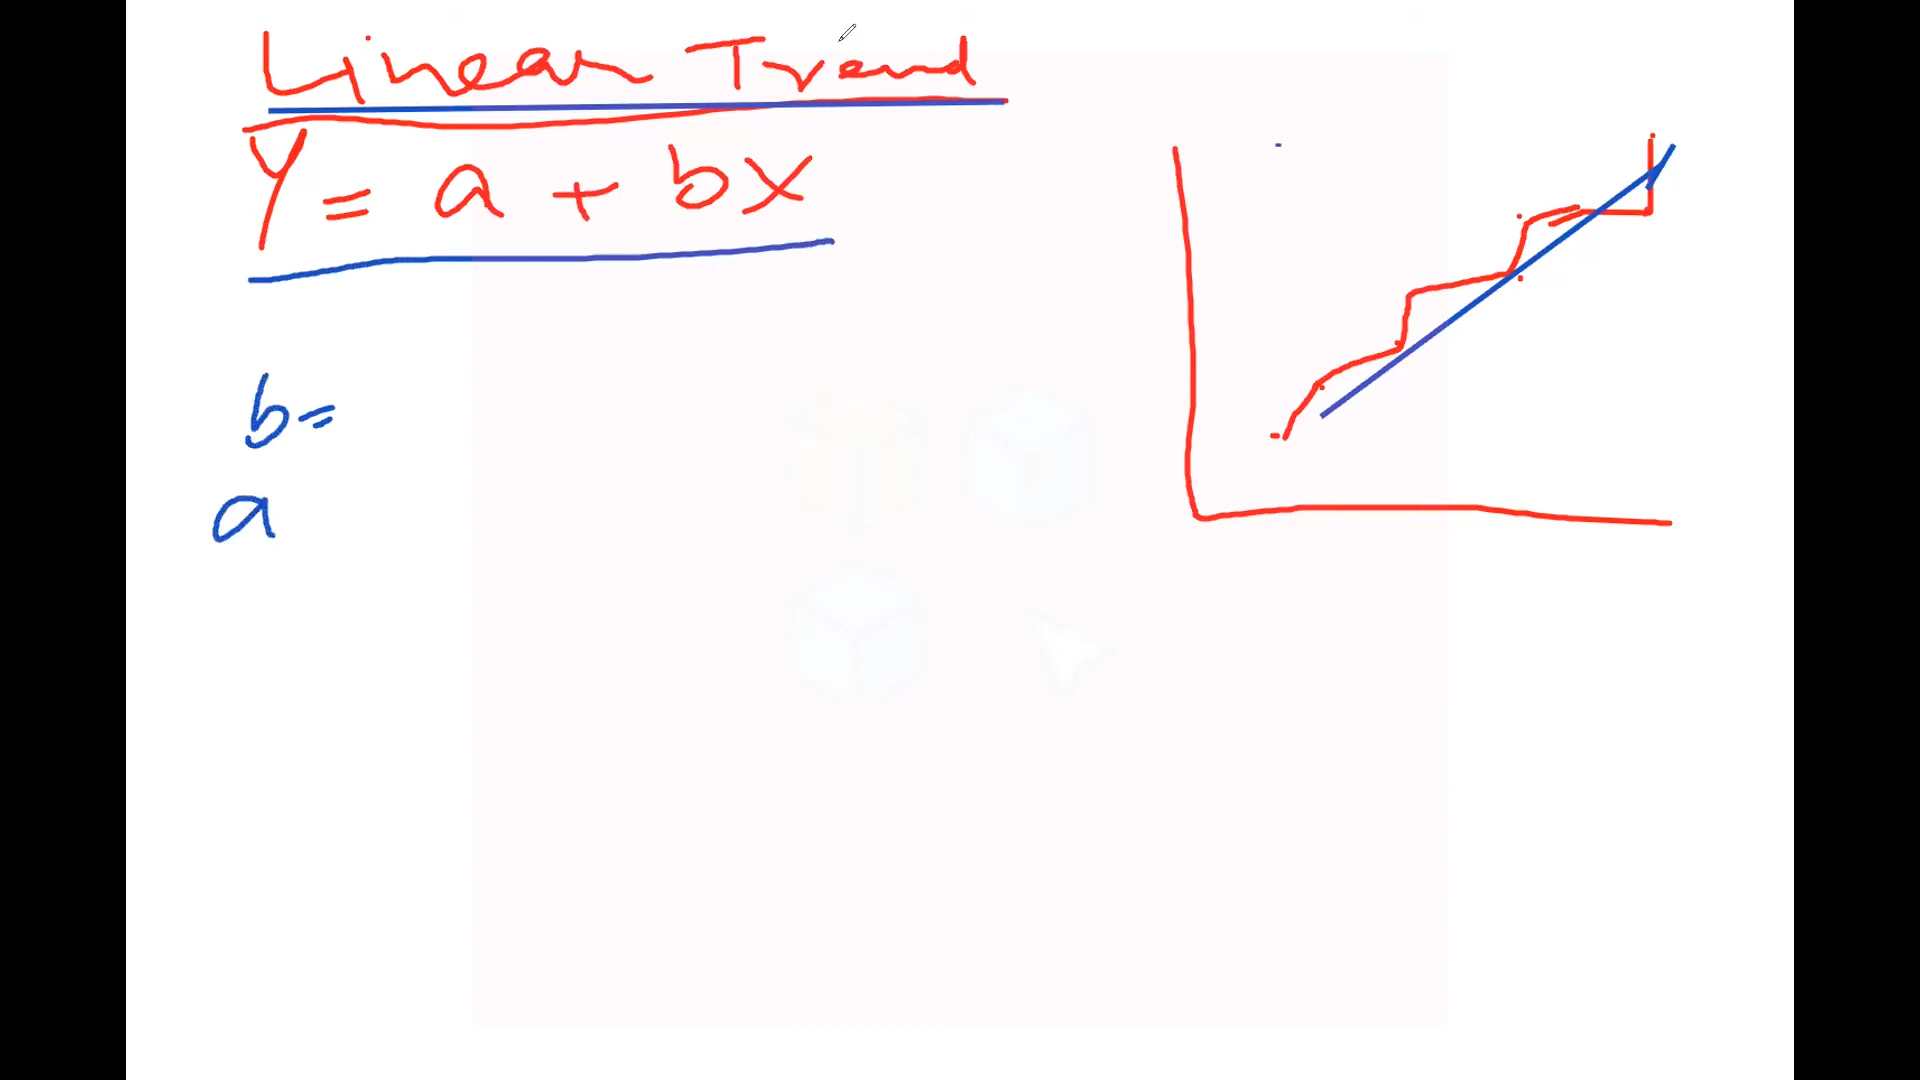 Linear Trend
Y = a + bx
b=
a